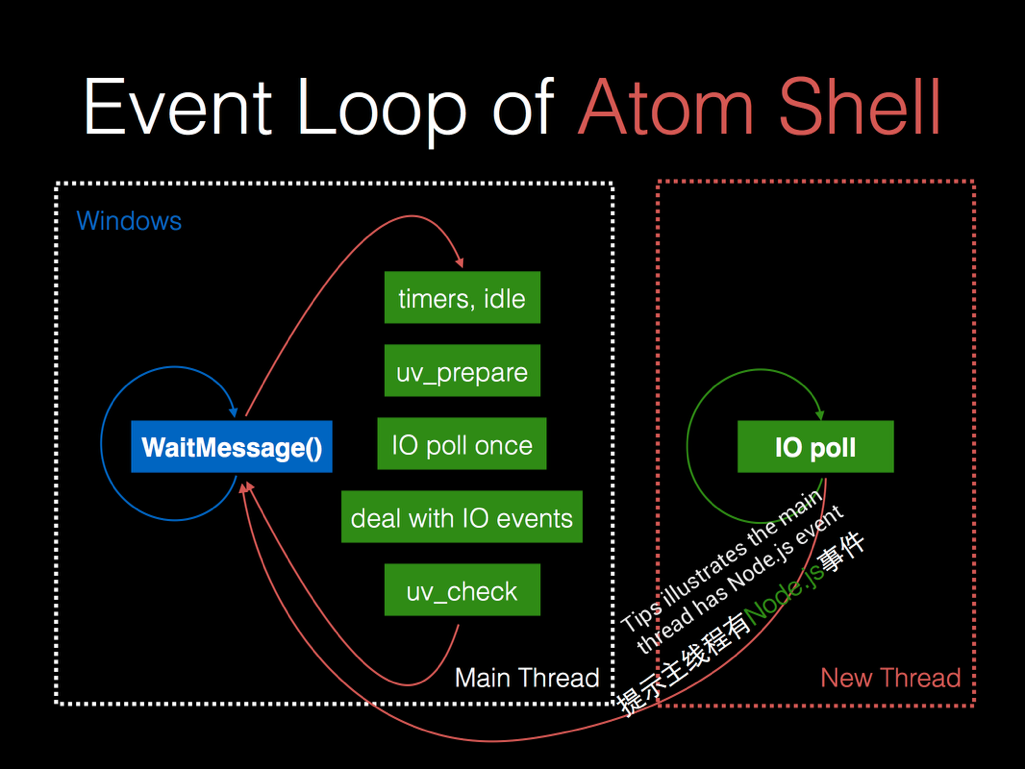 Event Loop of Atom Shell
Windows
timers, idle
uv_prepare
WaitMessage()
IO poll once
IO poll
deal with IO events
uv_check
Tips illustrates the main
thread has Node.js event
提示主线程有Node.js事件
Main Thread
New Thread